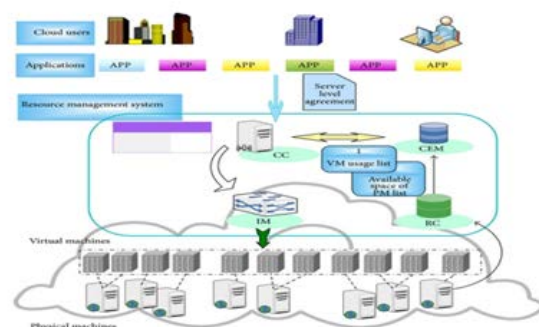 Cloud users
Applications
APP
APP
APP
APP
APP
APP
Server
level
agreement
Resource management system
CC
CEM
VM usage list
Available
space of
PM list
IM
RC
Virtual machines
Physical machines